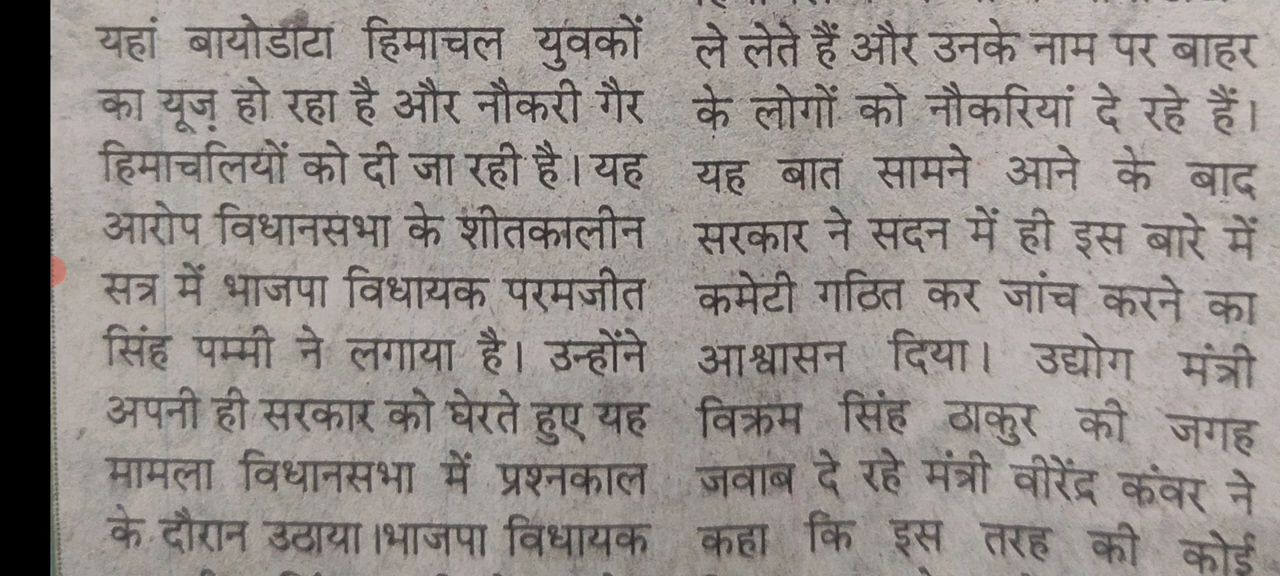 यहां बायोडाटा हिमाचल युवकों
का यूज़ हो रहा है और नौकरी गैर
हिमाचलियों को दी जा रही है। यह
आरोप विधानसभा के शीतकालीन
सत्र में भाजपा विधायक परमजीत
सिंह पम्मी ने लगाया है। उन्होंने
अपनी ही सरकार को घेरते हुए यह
मामला विधानसभा में प्रश्नकाल
के दौरान उठाया।भाजपा विधायक
ले लेते हैं और उनके नाम पर बाहर
के लोगों को नौकरियां दे रहे हैं।
यह बात सामने आने के बाद
सरकार ने सदन में ही इस बारे में
कमेटी गठित कर जांच करने का
आश्वासन दिया। उद्योग मंत्री
विक्रम सिंह ठाकुर की जगह
जवाब दे रहे मंत्री वीरेंद्र कंवर ने
कहा कि इस तरह की कोई